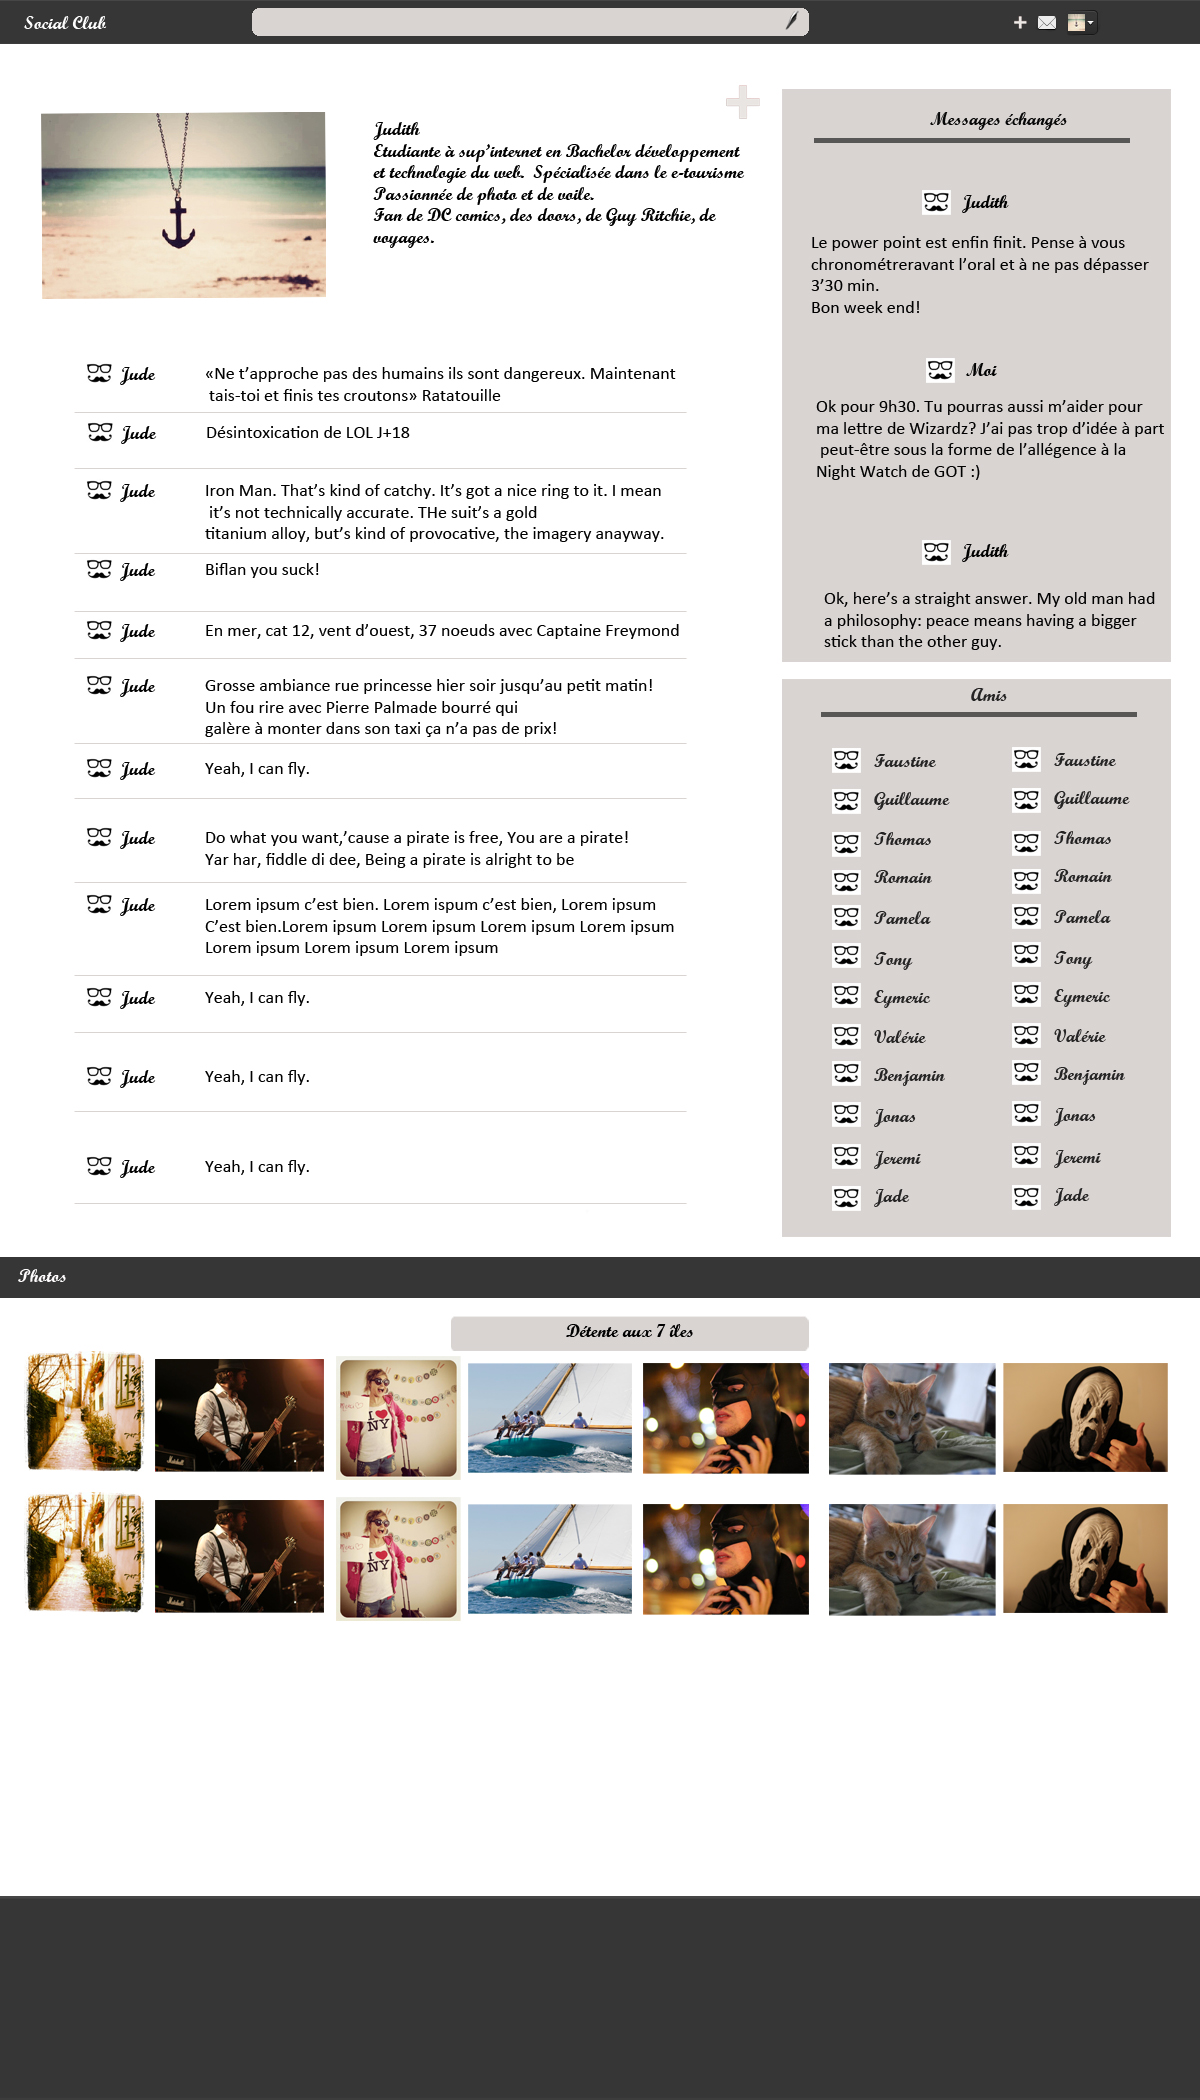 Social Club
Judith
Etudiante à sup'internet en Bachelor développement
et technologie du web. Spécialisée dans le e-tourisme
Passionnée de photo et de voile.
Fan de DC comics, des doors, de Guy Ritchie, de
voyages.
Jude
«Ne t'approche pas des humains ils sont dangereux. Maintenant
tais-toi et finis tes croutons» Ratatouille
Jude
Désintoxication de LOL J+18
Jude
Iron Man. That's kind of catchy. It's got a nice ring to it. I mean
it's not technically accurate. THe suit's a gold
titanium alloy, but's kind of provocative, the imagery anayway.
Jude
Biflan you suck!
Jude
En mer, cat 12, vent d'ouest, 37 noeuds avec Captaine Freymond
Jude
Grosse ambiance rue princesse hier soir jusqu'au petit matin!
Un fou rire avec Pierre Palmade bourré qui
galère à monter dans son taxi ça n'a pas de prix!
Jude
Yeah, I can fly.
Jude
Do what you want,'cause a pirate is free, You are a pirate!
Yar har, fiddle di dee, Being a pirate is alright to be
Jude
Lorem ipsum c'est bien. Lorem ispum c'est bien, Lorem ipsum
C'est bien.Lorem ipsum Lorem ipsum Lorem ipsum Lorem ipsum
Lorem ipsum Lorem ipsum Lorem ipsum
Jude
Yeah, I can fly.
Jude
Yeah, I can fly.
Jude
Yeah, I can fly.
Messages échangés
Judith
Le power point est enfin finit. Pense à vous
chronométreravant l'oral et à ne pas dépasser
3'30 min.
Bon week end!
Moi
Ok pour 9h30. Tu pourras aussi m'aider pour
ma lettre de Wizardz? J'ai pas trop d'idée à part
peut-être sous la forme de l'allégence à la
Night Watch de GOT :)
Judith
Ok, here's a straight answer. My old man had
a philosophy: peace means having a bigger
stick than the other guy.
Amis
Faustine
Faustine
Guillaume
Guillaume
Thomas
Thomas
Romain
Romain
Pamela
Pamela
Tony
Tony
Eymeric
Eymeric
Valérie
Valérie
Benjamin
Benjamin
Jonas
Jonas
Jeremi
Jeremi
Jade
Jade
Photos
Détente aux 7 îles
I ♥
NY
I ♥
NY